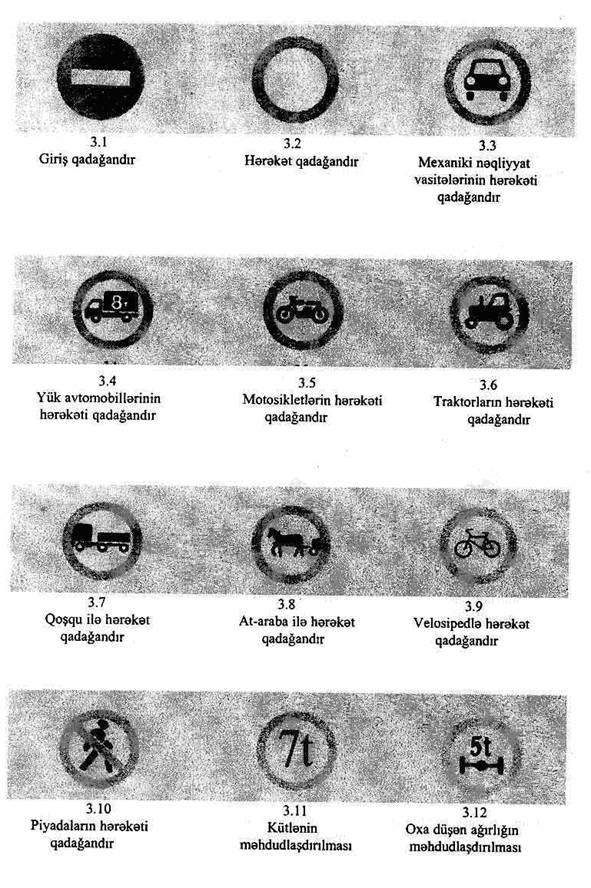 3.1
Giriş qadağandır
3.2
Hərəkət qadağandır
3.3
Mexaniki nəqliyyat
vasitələrinin hərəkəti
qadağandır
8т
3.4
Yük avtomobillərinin
hərəkəti qadağandır
3.5
Motosikletlərin hərəkəti
qadağandır
3.6
Traktorların hərəkəti
qadağandır
3.7
Qoşqu ilə hərəkət
qadağandır
3.8
At-araba ilə hərəkət
qadağandır
3.9
Velosipedlə hərəkət
qadağandır
3.10
Piyadaların hərəkəti
qadağandır
7t
3.11
Kütlənin
məhdudlaşdırılması
5t
3.12
Oxa düşən ağırlığın
məhdudlaşdırılması